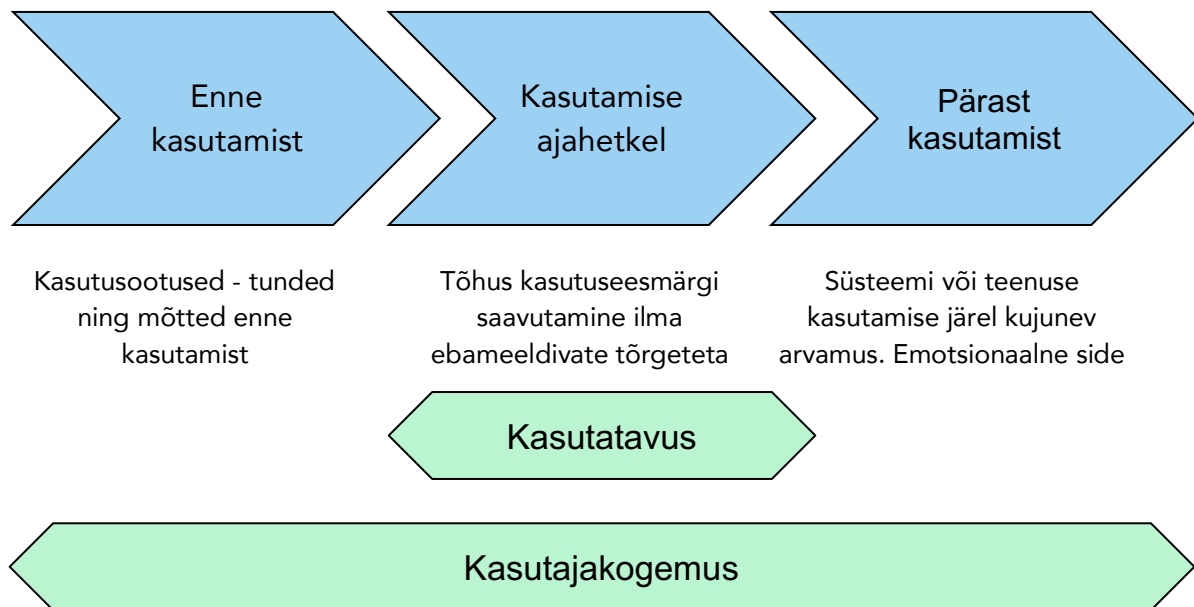 Enne
kasutamist
Kasutamise
ajahetkel
Pärast
kasutamist
Kasutusootused - tunded
ning mõtted enne
kasutamist
Tõhus kasutuseesmärgi
saavutamine ilma
ebameeldivate tõrgeteta
Süsteemi või teenuse
kasutamise järel kujunev
arvamus. Emotsionaalne side
Kasutatavus
Kasutajakogemus